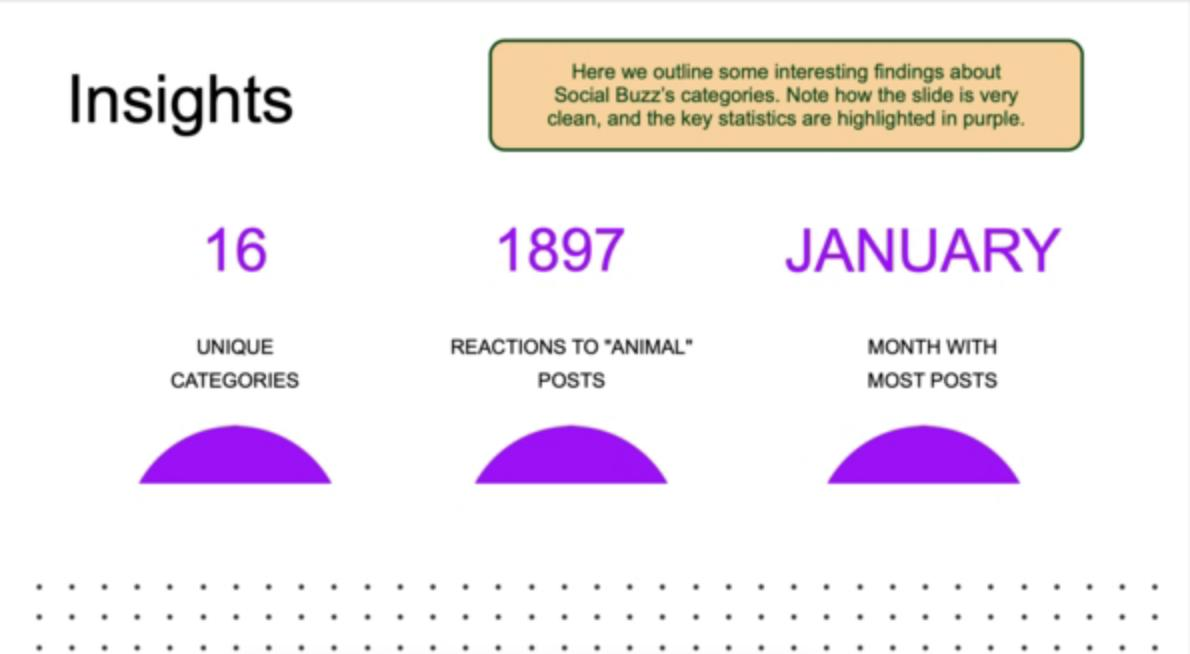 Insights
Here we outline some interesting findings about
Social Buzz's categories. Note how the slide is very
clean, and the key statistics are highlighted in purple.
16
1897
JANUARY
UNIQUE
CATEGORIES
REACTIONS TO "ANIMAL"
POSTS
MONTH WITH
MOST POSTS